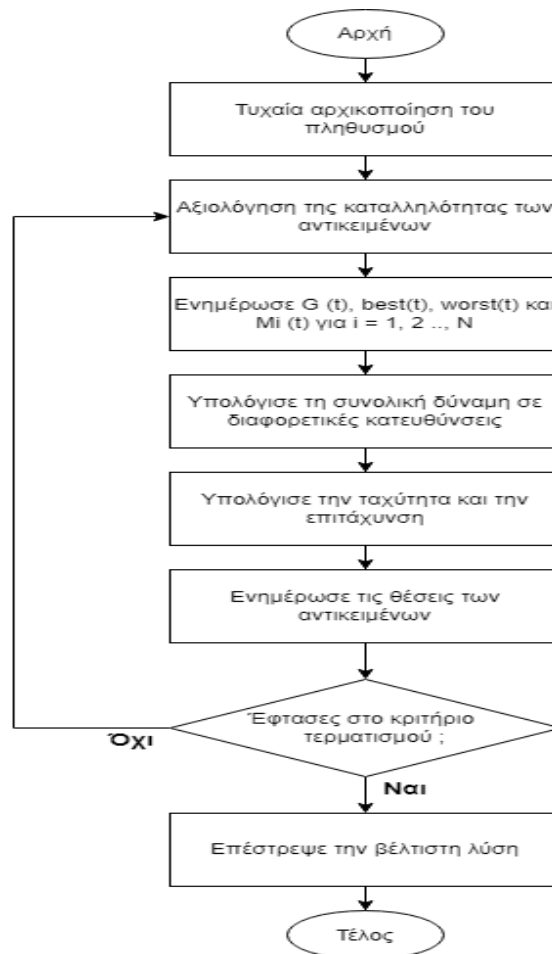 Αρχή
Τυχαία αρχικοποίηση του
πληθυσμού
Αξιολόγηση της καταλληλότητας των
αντικειμένων
Ενημέρωσε G (t), best(t), worst(t) και
Mi (t) για i = 1, 2 .., N
Υπολόγισε τη συνολική δύναμη σε
διαφορετικές κατευθύνσεις
Υπολόγισε την ταχύτητα και την
επιτάχυνση
Ενημέρωσε τις θέσεις των
αντικειμένων
Έφτασες στο κριτήριο
τερματισμού ;
Όχι
Ναι
Επέστρεψε την βέλτιστη λύση
Τέλος